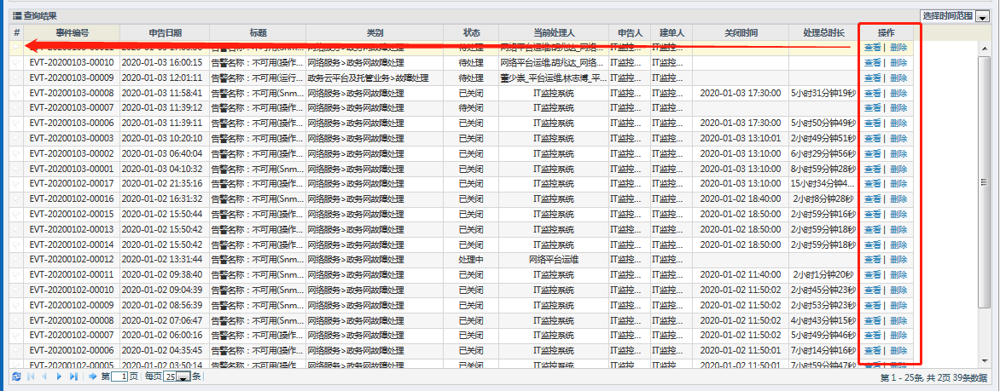 查询结果 选择时间范围
# 事件编号 申告日期 标题 类别 状态 当前处理人 申告人 建单人 关闭时间 处理总时长 操作
待处理 查看 | 删除
EVT-20200103-00010 2020-01-03 16:00:15 告警名称：不可用(操作... 网络服务>政务网故障处理 待处理 网络平台运维,胡兆达_网络... IT监控... IT监控... 查看 | 删除
EVT-20200103-00009 2020-01-03 12:01:11 告警名称：不可用(运行... 政务云平台及托管业务>故障处理 待处理 董少崇_平台运维,林志博_平... IT监控... IT监控... 查看 | 删除
EVT-20200103-00008 2020-01-03 11:58:41 告警名称：不可用(Snm... 网络服务>政务网故障处理 已关闭 IT监控系统 IT监控... IT监控... 2020-01-03 17:30:00 5小时31分钟19秒 查看 | 删除
EVT-20200103-00007 2020-01-03 11:39:12 告警名称：不可用(操作... 网络服务>政务网故障处理 待关闭 IT监控系统 IT监控... IT监控... 查看 | 删除
EVT-20200103-00006 2020-01-03 11:39:11 告警名称：不可用(操作... 网络服务>政务网故障处理 已关闭 IT监控系统 IT监控... IT监控... 2020-01-03 17:30:00 5小时50分钟49秒 查看 | 删除
EVT-20200103-00003 2020-01-03 10:20:10 告警名称：不可用(操作... 网络服务>政务网故障处理 已关闭 IT监控系统 IT监控... IT监控... 2020-01-03 13:10:01 2小时49分钟51秒 查看 | 删除
EVT-20200103-00002 2020-01-03 06:40:04 告警名称：不可用(操作... 网络服务>政务网故障处理 已关闭 IT监控系统 IT监控... IT监控... 2020-01-03 13:10:00 6小时29分钟56秒 查看 | 删除
EVT-20200103-00001 2020-01-03 04:10:32 告警名称：不可用(Snm... 网络服务>政务网故障处理 已关闭 IT监控系统 IT监控... IT监控... 2020-01-03 13:10:00 8小时59分钟28秒 查看 | 删除
EVT-20200102-00017 2020-01-02 21:35:16 告警名称：不可用(操作... 网络服务>政务网故障处理 已关闭 IT监控系统 IT监控... IT监控... 2020-01-03 13:10:00 15小时34分钟4... 查看 | 删除
EVT-20200102-00016 2020-01-02 16:31:32 告警名称：不可用(Snm... 网络服务>政务网故障处理 已关闭 IT监控系统 IT监控... IT监控... 2020-01-02 18:40:00 2小时8分钟28秒 查看 | 删除
EVT-20200102-00015 2020-01-02 15:50:44 告警名称：不可用(操作... 网络服务>政务网故障处理 已关闭 IT监控系统 IT监控... IT监控... 2020-01-02 18:50:00 2小时59分钟16秒 查看 | 删除
EVT-20200102-00013 2020-01-02 15:50:42 告警名称：不可用(操作... 网络服务>政务网故障处理 已关闭 IT监控系统 IT监控... IT监控... 2020-01-02 18:50:00 2小时59分钟18秒 查看 | 删除
EVT-20200102-00014 2020-01-02 15:50:42 告警名称：不可用(操作... 网络服务>政务网故障处理 已关闭 IT监控系统 IT监控... IT监控... 2020-01-02 18:50:00 2小时59分钟18秒 查看 | 删除
EVT-20200102-00012 2020-01-02 13:31:44 告警名称：不可用(Snm... 网络服务>政务网故障处理 处理中 网络平台运维 IT监控... IT监控... 查看 | 删除
EVT-20200102-00011 2020-01-02 09:38:40 告警名称：不可用(Snm... 网络服务>政务网故障处理 已关闭 IT监控系统 IT监控... IT监控... 2020-01-02 11:40:00 2小时1分钟20秒 查看 | 删除
EVT-20200102-00010 2020-01-02 09:04:39 告警名称：不可用(Snm... 网络服务>政务网故障处理 已关闭 IT监控系统 IT监控... IT监控... 2020-01-02 11:50:02 2小时45分钟23秒 查看 | 删除
EVT-20200102-00009 2020-01-02 08:56:39 告警名称：不可用(Snm... 网络服务>政务网故障处理 已关闭 IT监控系统 IT监控... IT监控... 2020-01-02 11:50:02 2小时53分钟23秒 查看 | 删除
EVT-20200102-00008 2020-01-02 07:06:47 告警名称：不可用(Snm... 网络服务>政务网故障处理 已关闭 IT监控系统 IT监控... IT监控... 2020-01-02 11:50:02 4小时43分钟15秒 查看 | 删除
EVT-20200102-00007 2020-01-02 06:00:16 告警名称：不可用(操作... 网络服务>政务网故障处理 已关闭 IT监控系统 IT监控... IT监控... 2020-01-02 11:50:02 5小时49分钟46秒 查看 | 删除
EVT-20200102-00006 2020-01-02 04:35:45 告警名称：不可用(操作... 网络服务>政务网故障处理 已关闭 IT监控系统 IT监控... IT监控... 2020-01-02 11:50:01 7小时14分钟16秒 查看 | 删除
EVT-20200102-00005 2020-01-02 03:50:14 告警名称：不可用(操作... 网络服务>政务网故障处理 已关闭 IT监控系统 IT监控... IT监控... 2020-01-02 11:50:01 7小时59分钟47秒 查看 | 删除
第 1 页 每页 25 条 第 1 - 25条, 共 2页 39条数据